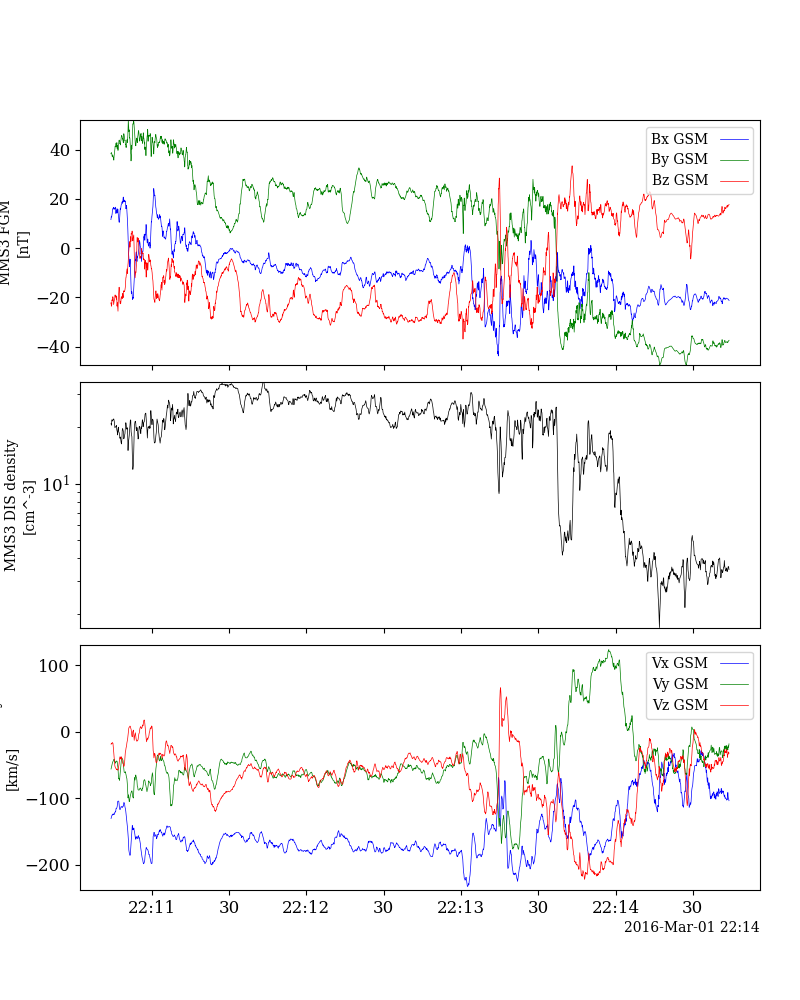 MMS3 FGM
[nT]
40
20
0
−20
−40
Bx GSM
By GSM
Bz GSM
MMS3 DIS density
[cm^-3]
10^1
[km/s]
100
0
−100
−200
Vx GSM
Vy GSM
Vz GSM
22:11 30 22:12 30 22:13 30 22:14 30
2016-Mar-01 22:14